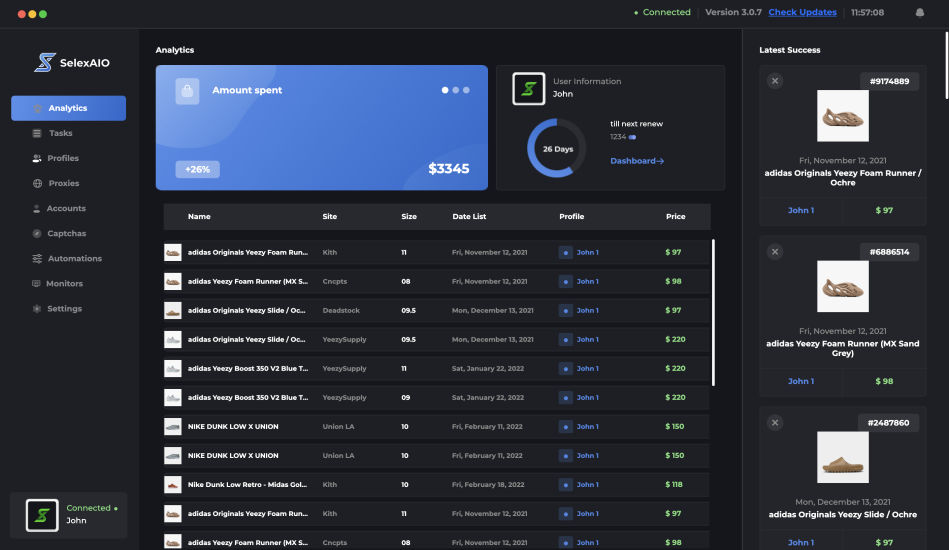 Connected Version 3.0.7 Check Updates 11:57:08
SelexAIO
Analytics
Tasks
Profiles
Proxies
Accounts
Captchas
Automations
Monitors
Settings
Connected
John
Analytics
Amount spent
+26% $3345
User Information
John
26 Days
till next renew
1234
Dashboard→
Name Site Size Date List Profile Price
adidas Originals Yeezy Foam Run... Kith 11 Fri, November 12, 2021 John 1 $ 97
adidas Yeezy Foam Runner (MX S... Cncpts 08 Fri, November 12, 2021 John 1 $ 98
adidas Originals Yeezy Slide / Oc... Deadstock 09.5 Mon, December 13, 2021 John 1 $ 97
adidas Originals Yeezy Slide / Oc... YeezySupply 09.5 Mon, December 13, 2021 John 1 $ 220
adidas Yeezy Boost 350 V2 Blue T... YeezySupply 11 Sat, January 22, 2022 John 1 $ 220
adidas Yeezy Boost 350 V2 Blue T... YeezySupply 09 Sat, January 22, 2022 John 1 $ 220
NIKE DUNK LOW X UNION Union LA 10 Fri, February 11, 2022 John 1 $ 150
NIKE DUNK LOW X UNION Union LA 10 Fri, February 11, 2022 John 1 $ 150
Nike Dunk Low Retro - Midas Gol... Kith 10 Fri, February 18, 2022 John 1 $ 118
adidas Originals Yeezy Foam Run... Kith 11 Fri, November 12, 2021 John 1 $ 97
adidas Yeezy Foam Runner (MX S... Cncpts 08 Fri, November 12, 2021 John 1 $ 98
Latest Success
#9174889
Fri, November 12, 2021
adidas Originals Yeezy Foam Runner /
Ochre
John 1 $ 97
#6886514
Fri, November 12, 2021
adidas Yeezy Foam Runner (MX Sand
Grey)
John 1 $ 98
#2487860
Mon, December 13, 2021
adidas Originals Yeezy Slide / Ochre
John 1 $ 97